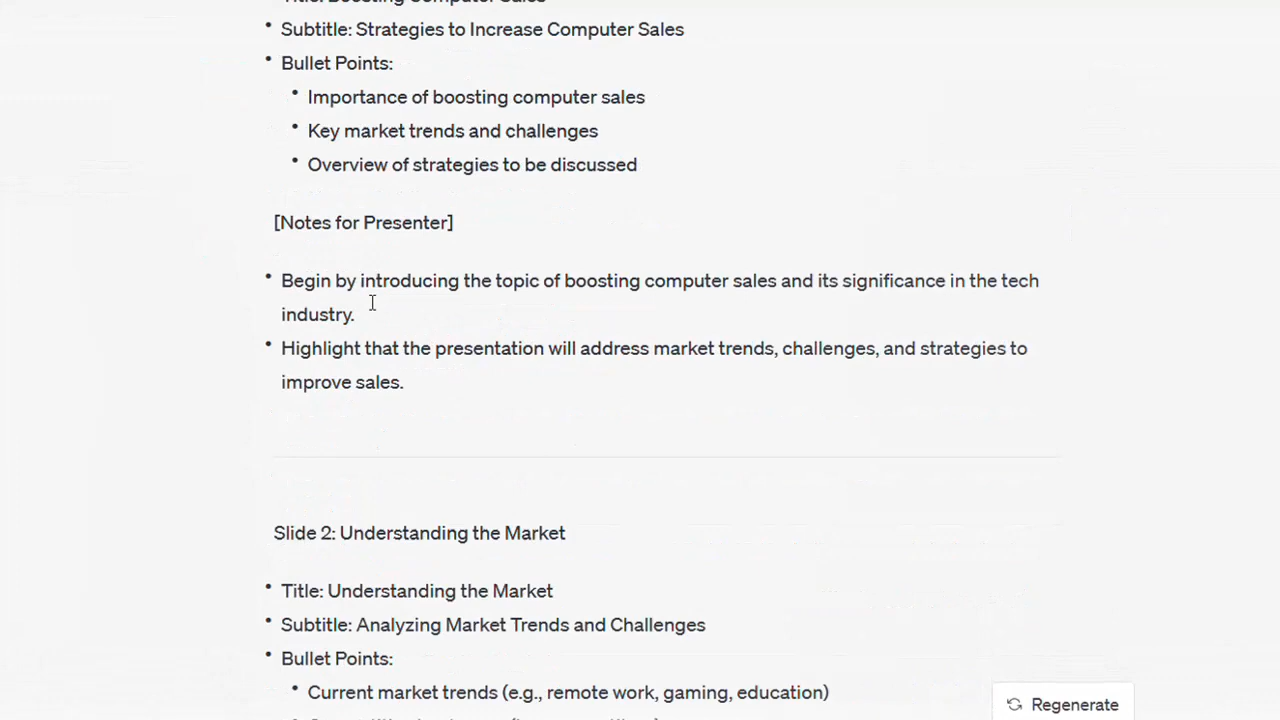 Title: Boosting Computer Sales
• Subtitle: Strategies to Increase Computer Sales
• Bullet Points:
• Importance of boosting computer sales
• Key market trends and challenges
• Overview of strategies to be discussed
[Notes for Presenter]
• Begin by introducing the topic of boosting computer sales and its significance in the tech
industry.
• Highlight that the presentation will address market trends, challenges, and strategies to
improve sales.
Slide 2: Understanding the Market
• Title: Understanding the Market
• Subtitle: Analyzing Market Trends and Challenges
• Bullet Points:
• Current market trends (e.g., remote work, gaming, education)
Regenerate